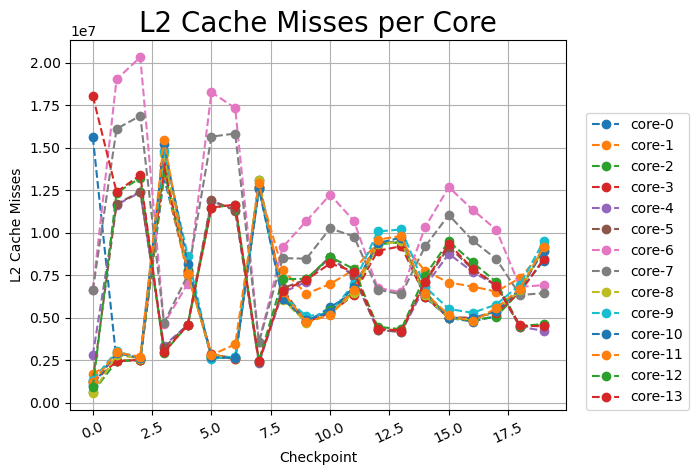 L2 Cache Misses per Core
1e7
2.00
1.75
1.50
1.25
1.00
0.75
0.50
0.25
0.00
L2 Cache Misses
0.0
2.5
5.0
7.5
10.0
12.5
15.0
17.5
Checkpoint
core-0
core-1
core-2
core-3
core-4
core-5
core-6
core-7
core-8
core-9
core-10
core-11
core-12
core-13